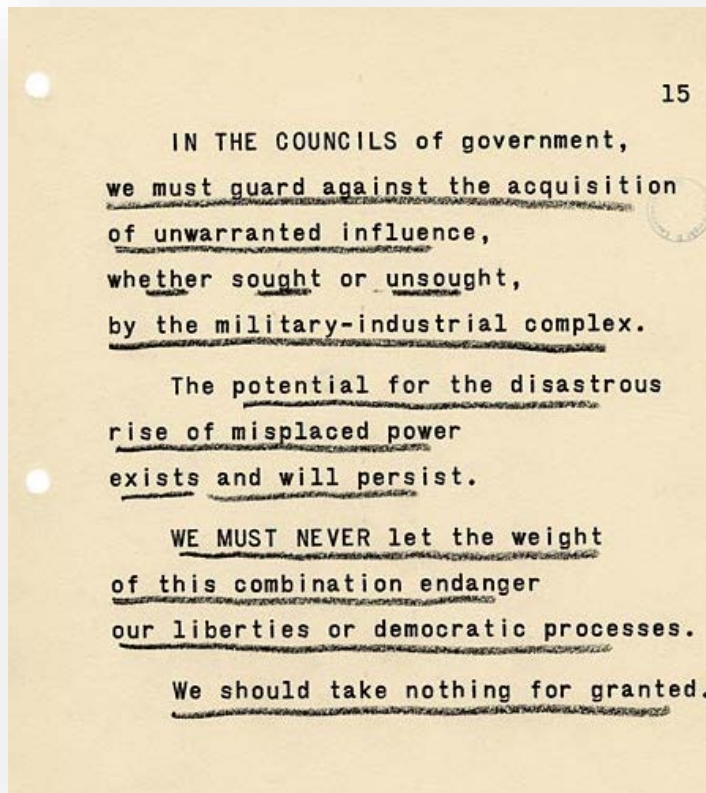 15
IN THE COUNCILS of government,
we must guard against the acquisition
of unwarranted influence,
whether sought or unsought,
by the military-industrial complex.
The potential for the disastrous
rise of misplaced power
exists and will persist.
WE MUST NEVER let the weight
of this combination endanger
our liberties or democratic processes.
We should take nothing for granted.